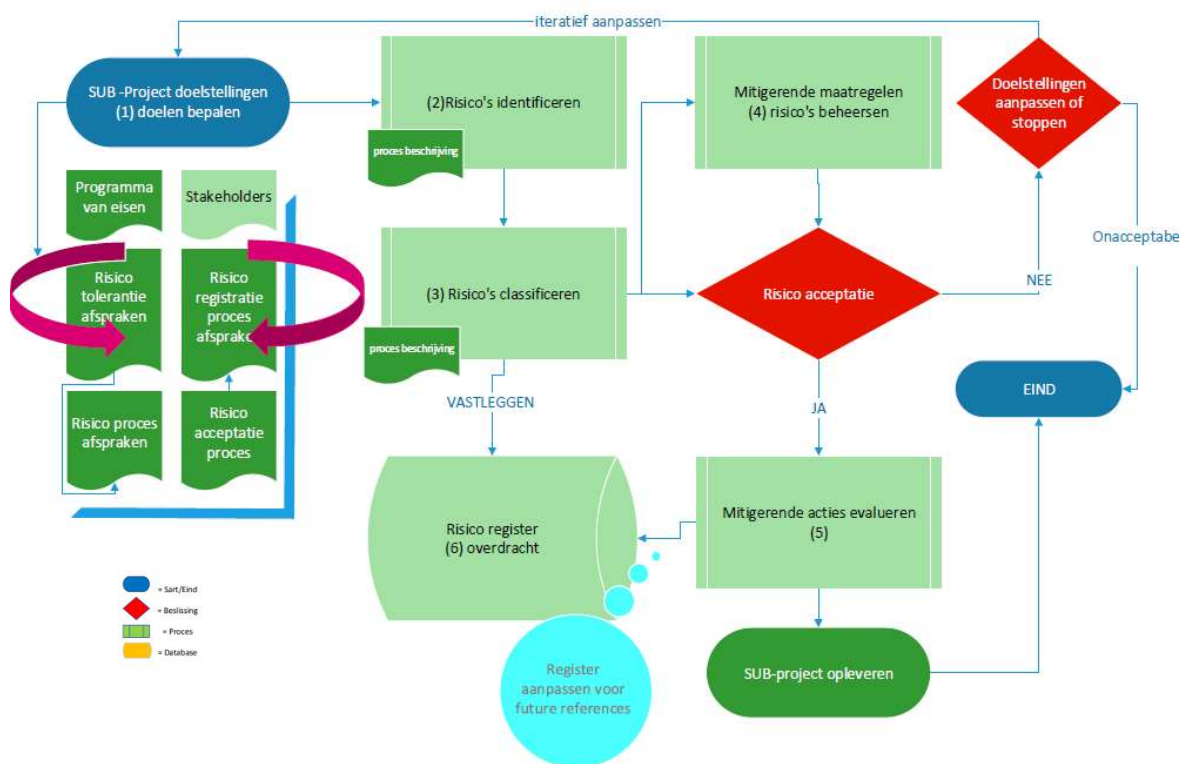 iteratief aanpassen
SUB -Project doelstellingen
(1) doelen bepalen
(2)Risico's identificeren
proces beschrijving
Mitigerende maatregelen
(4) risico's beheersen
Doelstellingen
aanpassen of
stoppen
Programma
van eisen
Stakeholders
Risico
tolerantie
afspraken
Risico
registratie
proces
afspraken
(3) Risico's classificeren
proces beschrijving
Risico acceptatie
Onacceptabe
NEE
Risico proces
afspraken
Risico
acceptatie
proces
VASTLEGGEN
JA
EIND
Risico register
(6) overdracht
Mitigerende acties evalueren
(5)
= Sart/Eind
= Beslissing
= Proces
= Database
Register
aanpassen voor
future references
SUB-project opleveren